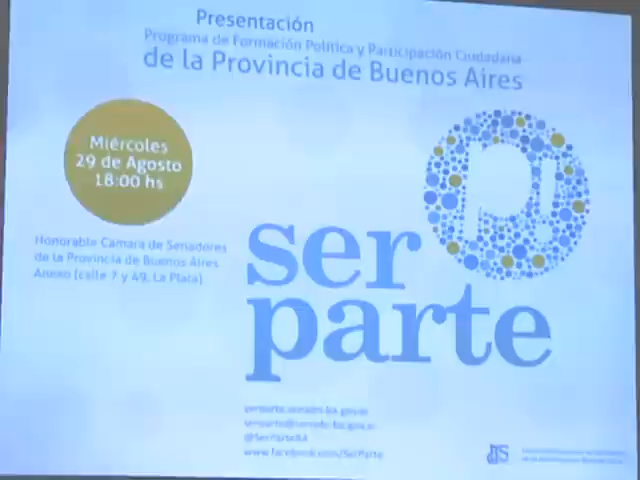 Presentación
Programa de Formación Política y Participación Ciudadana
de la Provincia de Buenos Aires
Miércoles
29 de Agosto
18:00 hs
Honorable Camara de Senadores
de la Provincia de Buenos Aires
Anexo (calle 7 y 49, La Plata)
p!
ser
parte
@SerParteBA
www.facebook.com/SerParte